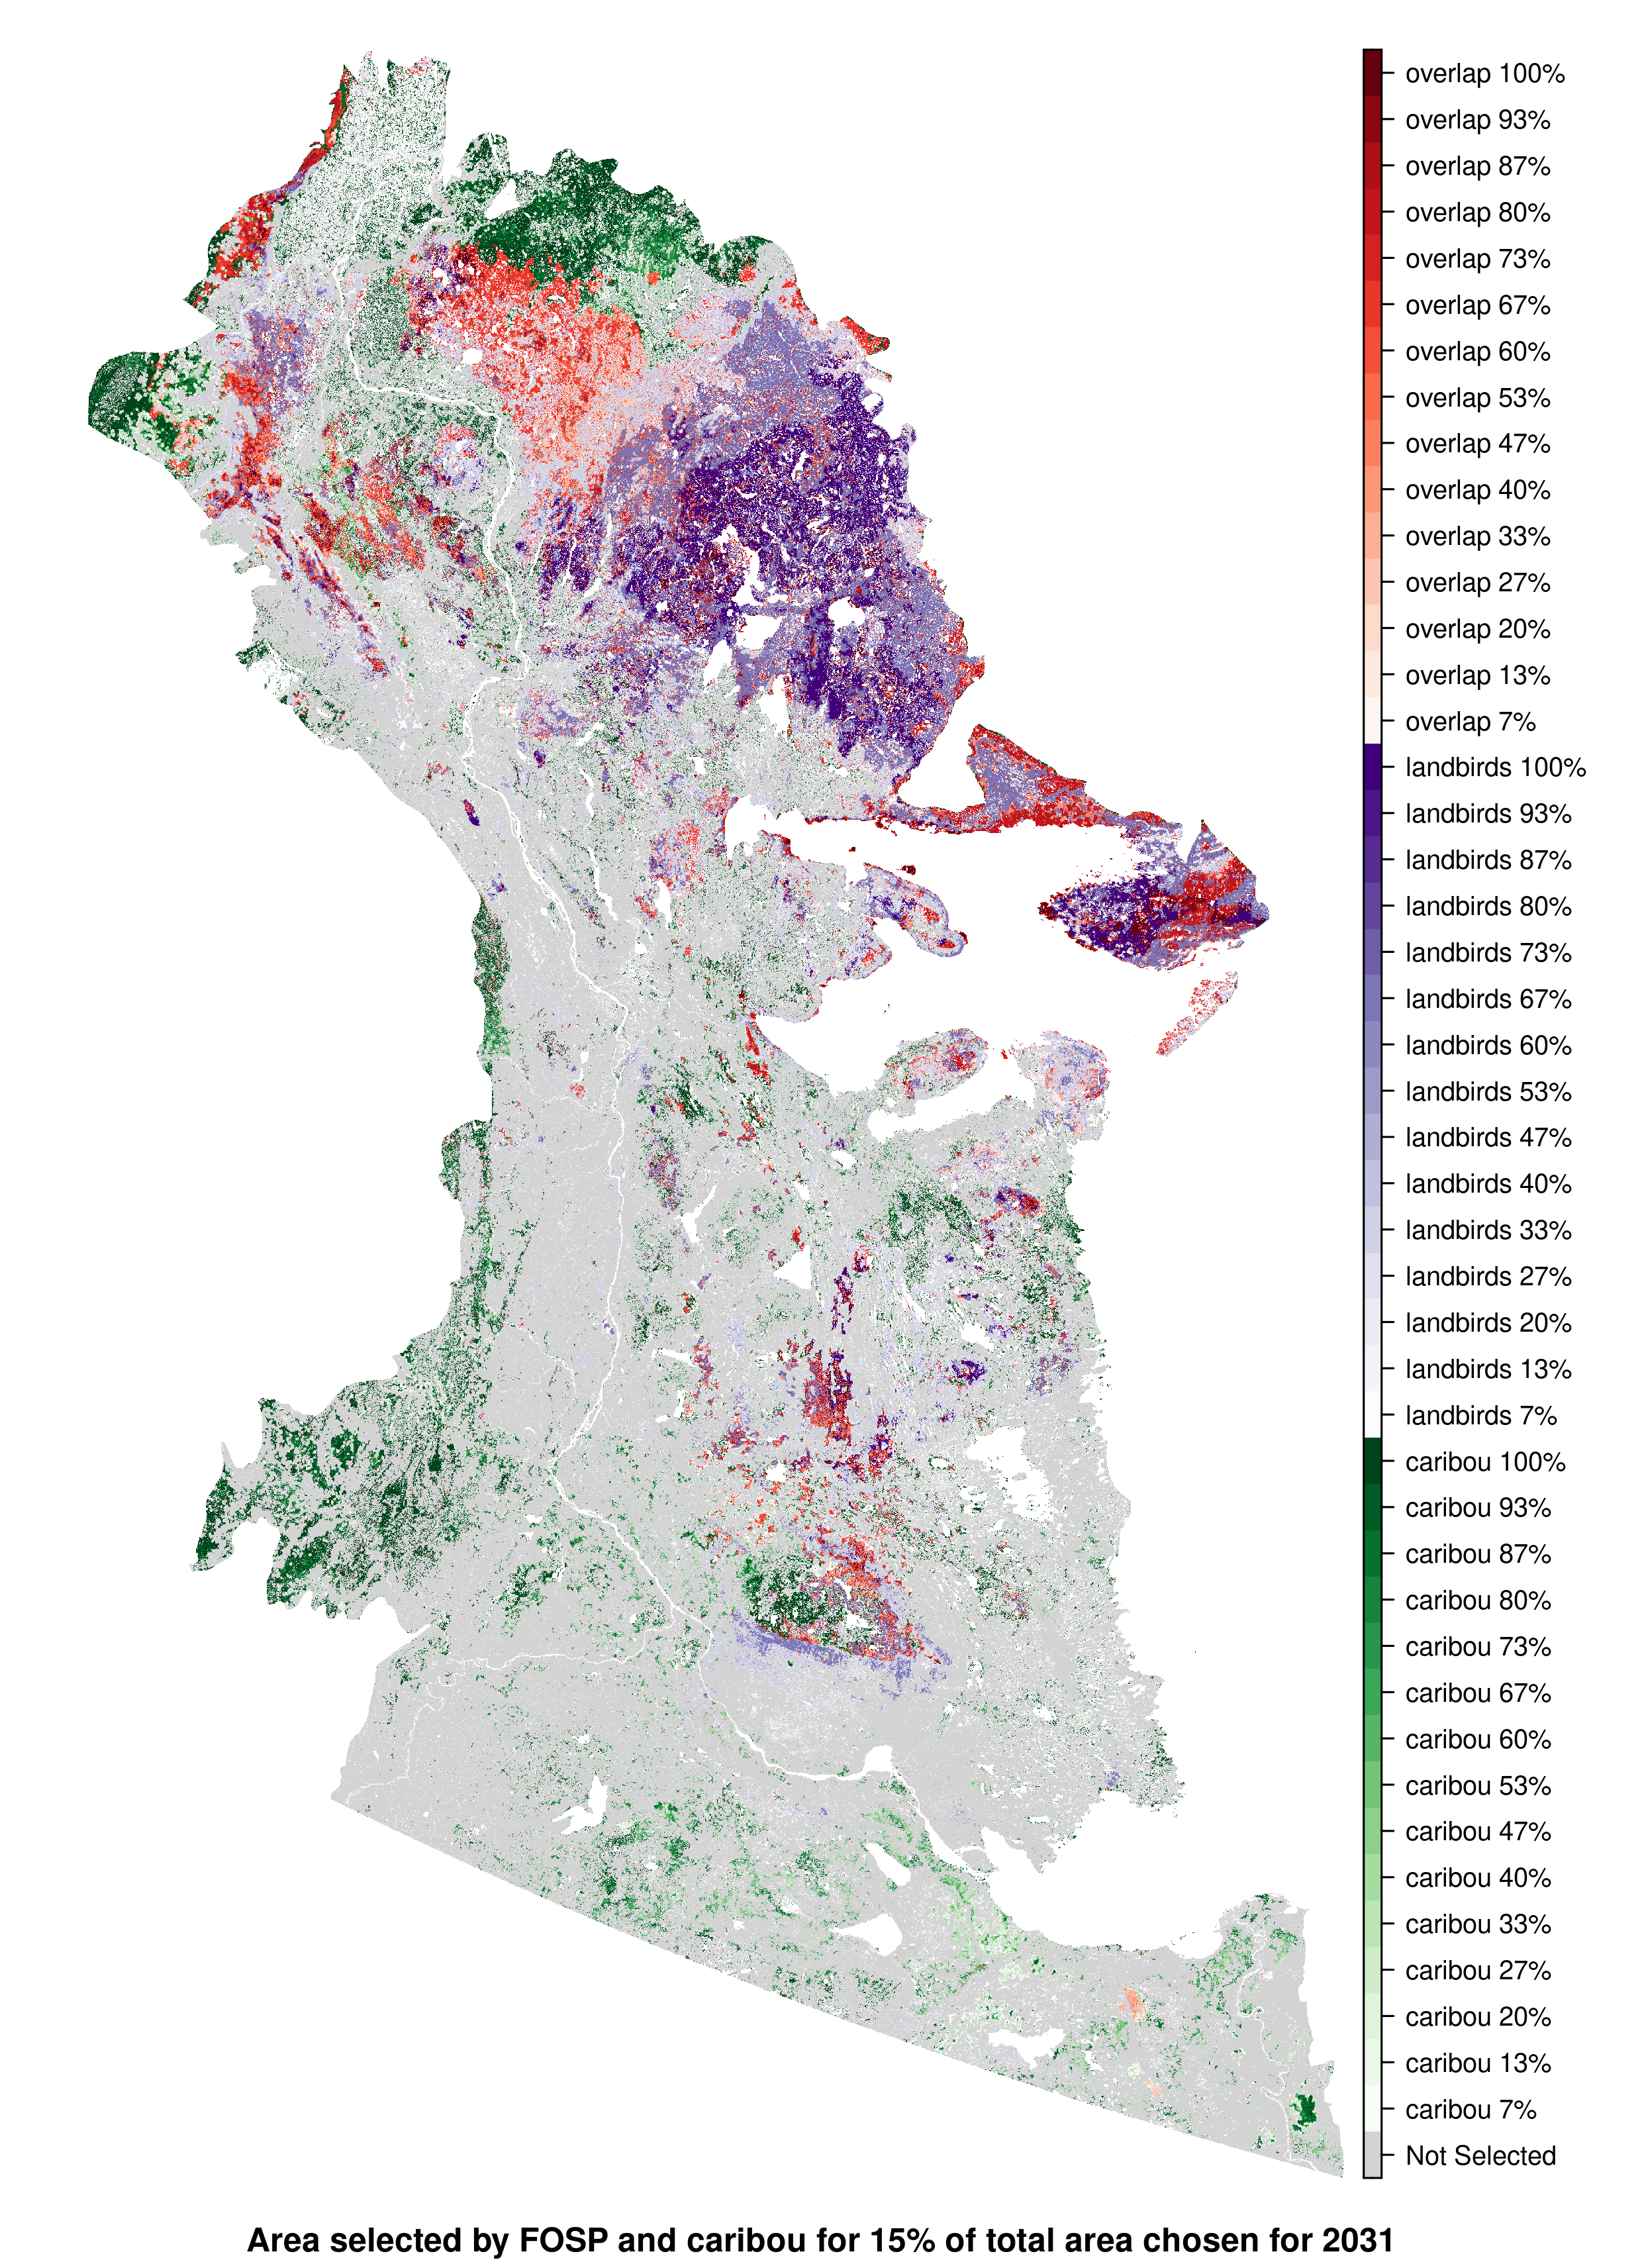 overlap 100%
overlap 93%
overlap 87%
overlap 80%
overlap 73%
overlap 67%
overlap 60%
overlap 53%
overlap 47%
overlap 40%
overlap 33%
overlap 27%
overlap 20%
overlap 13%
overlap 7%
landbirds 100%
landbirds 93%
landbirds 87%
landbirds 80%
landbirds 73%
landbirds 67%
landbirds 60%
landbirds 53%
landbirds 47%
landbirds 40%
landbirds 33%
landbirds 27%
landbirds 20%
landbirds 13%
landbirds 7%
caribou 100%
caribou 93%
caribou 87%
caribou 80%
caribou 73%
caribou 67%
caribou 60%
caribou 53%
caribou 47%
caribou 40%
caribou 33%
caribou 27%
caribou 20%
caribou 13%
caribou 7%
Not Selected
Area selected by FOSP and caribou for 15% of total area chosen for 2031